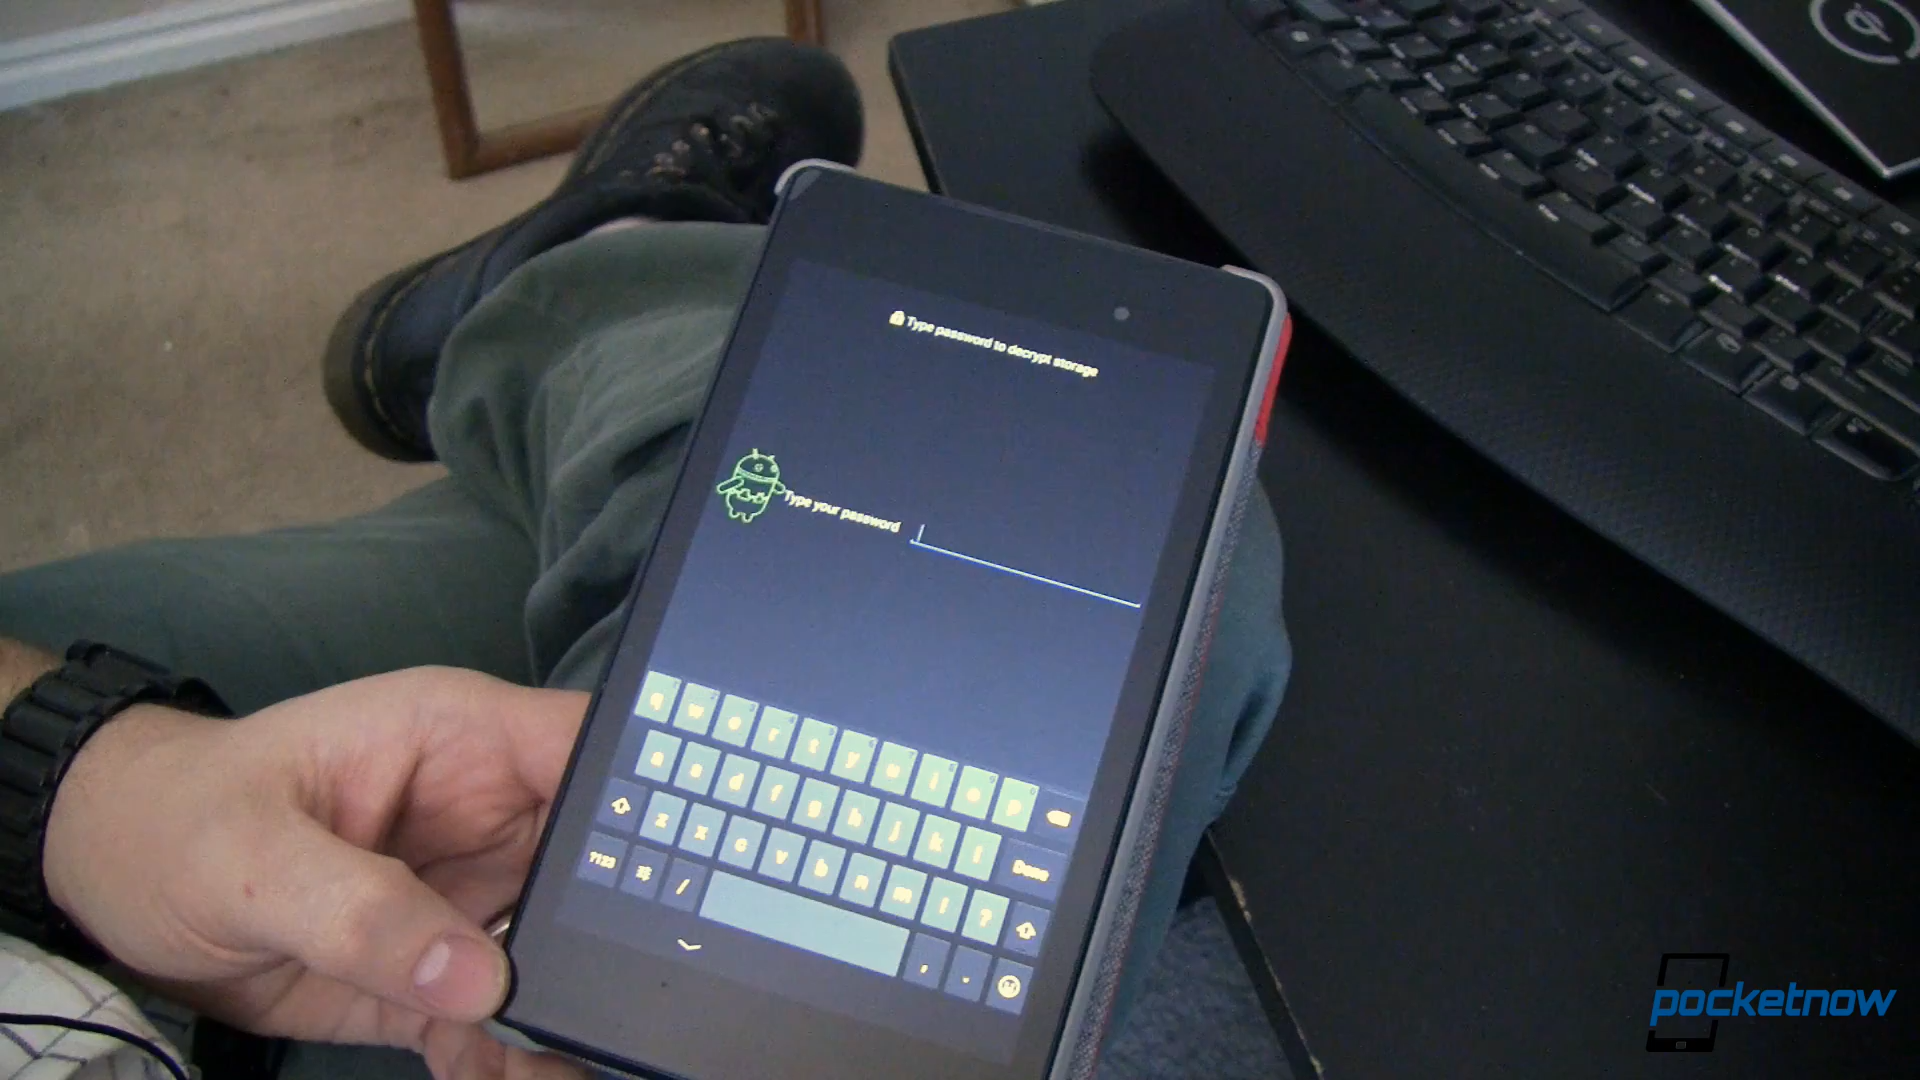 Type password to decrypt storage
Type your password
q w e r t y u i o p
a s d f g h j k l
z x c v b n m ! ?
Done
?123 / , .
pocketnow